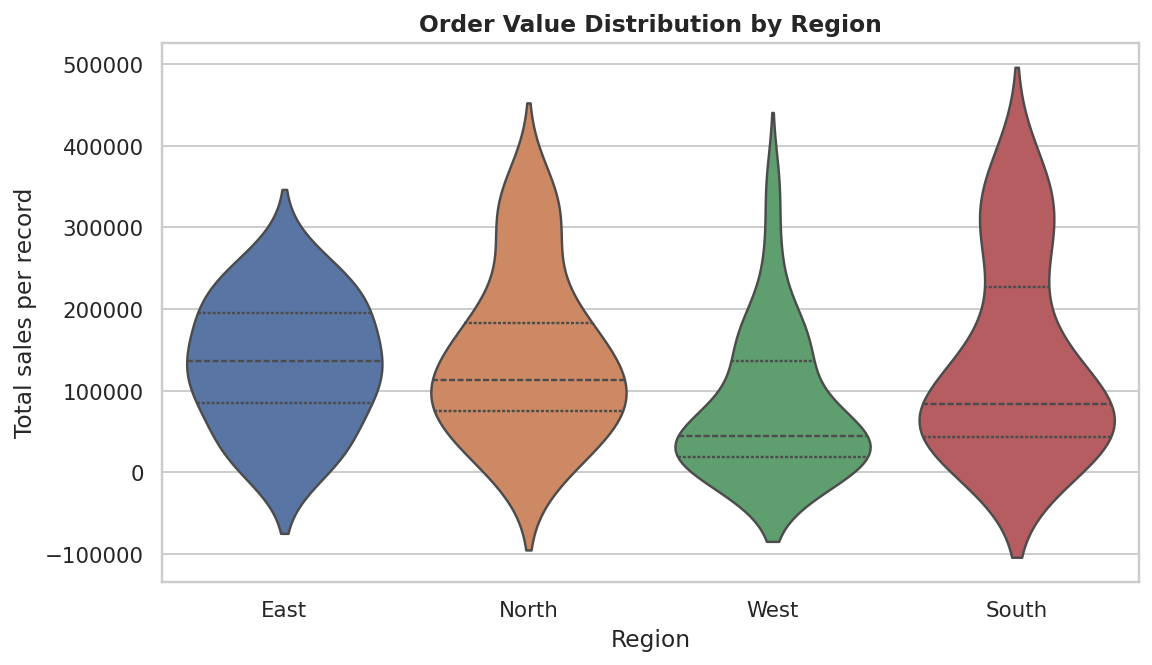 Order Value Distribution by Region
Total sales per record
500000
400000
300000
200000
100000
0
−100000
East North West South
Region